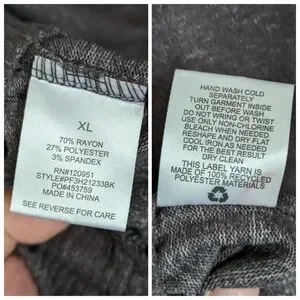 XL
70% RAYON
27% POLYESTER
3% SPANDEX
RN#120951
STYLE#PF3H21233BK
PO#453759
MADE IN CHINA
SEE REVERSE FOR CARE
HAND WASH COLD
SEPARATELY
TURN GARMENT INSIDE
OUT BEFORE WASH
DO NOT WRING OR TWIST
USE ONLY NON-CHLORINE
BLEACH WHEN NEEDED
RESHAPE AND DRY FLAT
COOL IRON AS NEEDED
FOR THE BEST RESULT
DRY CLEAN
THIS LABEL YARN IS
MADE OF 100% RECYCLED
POLYESTER MATERIALS